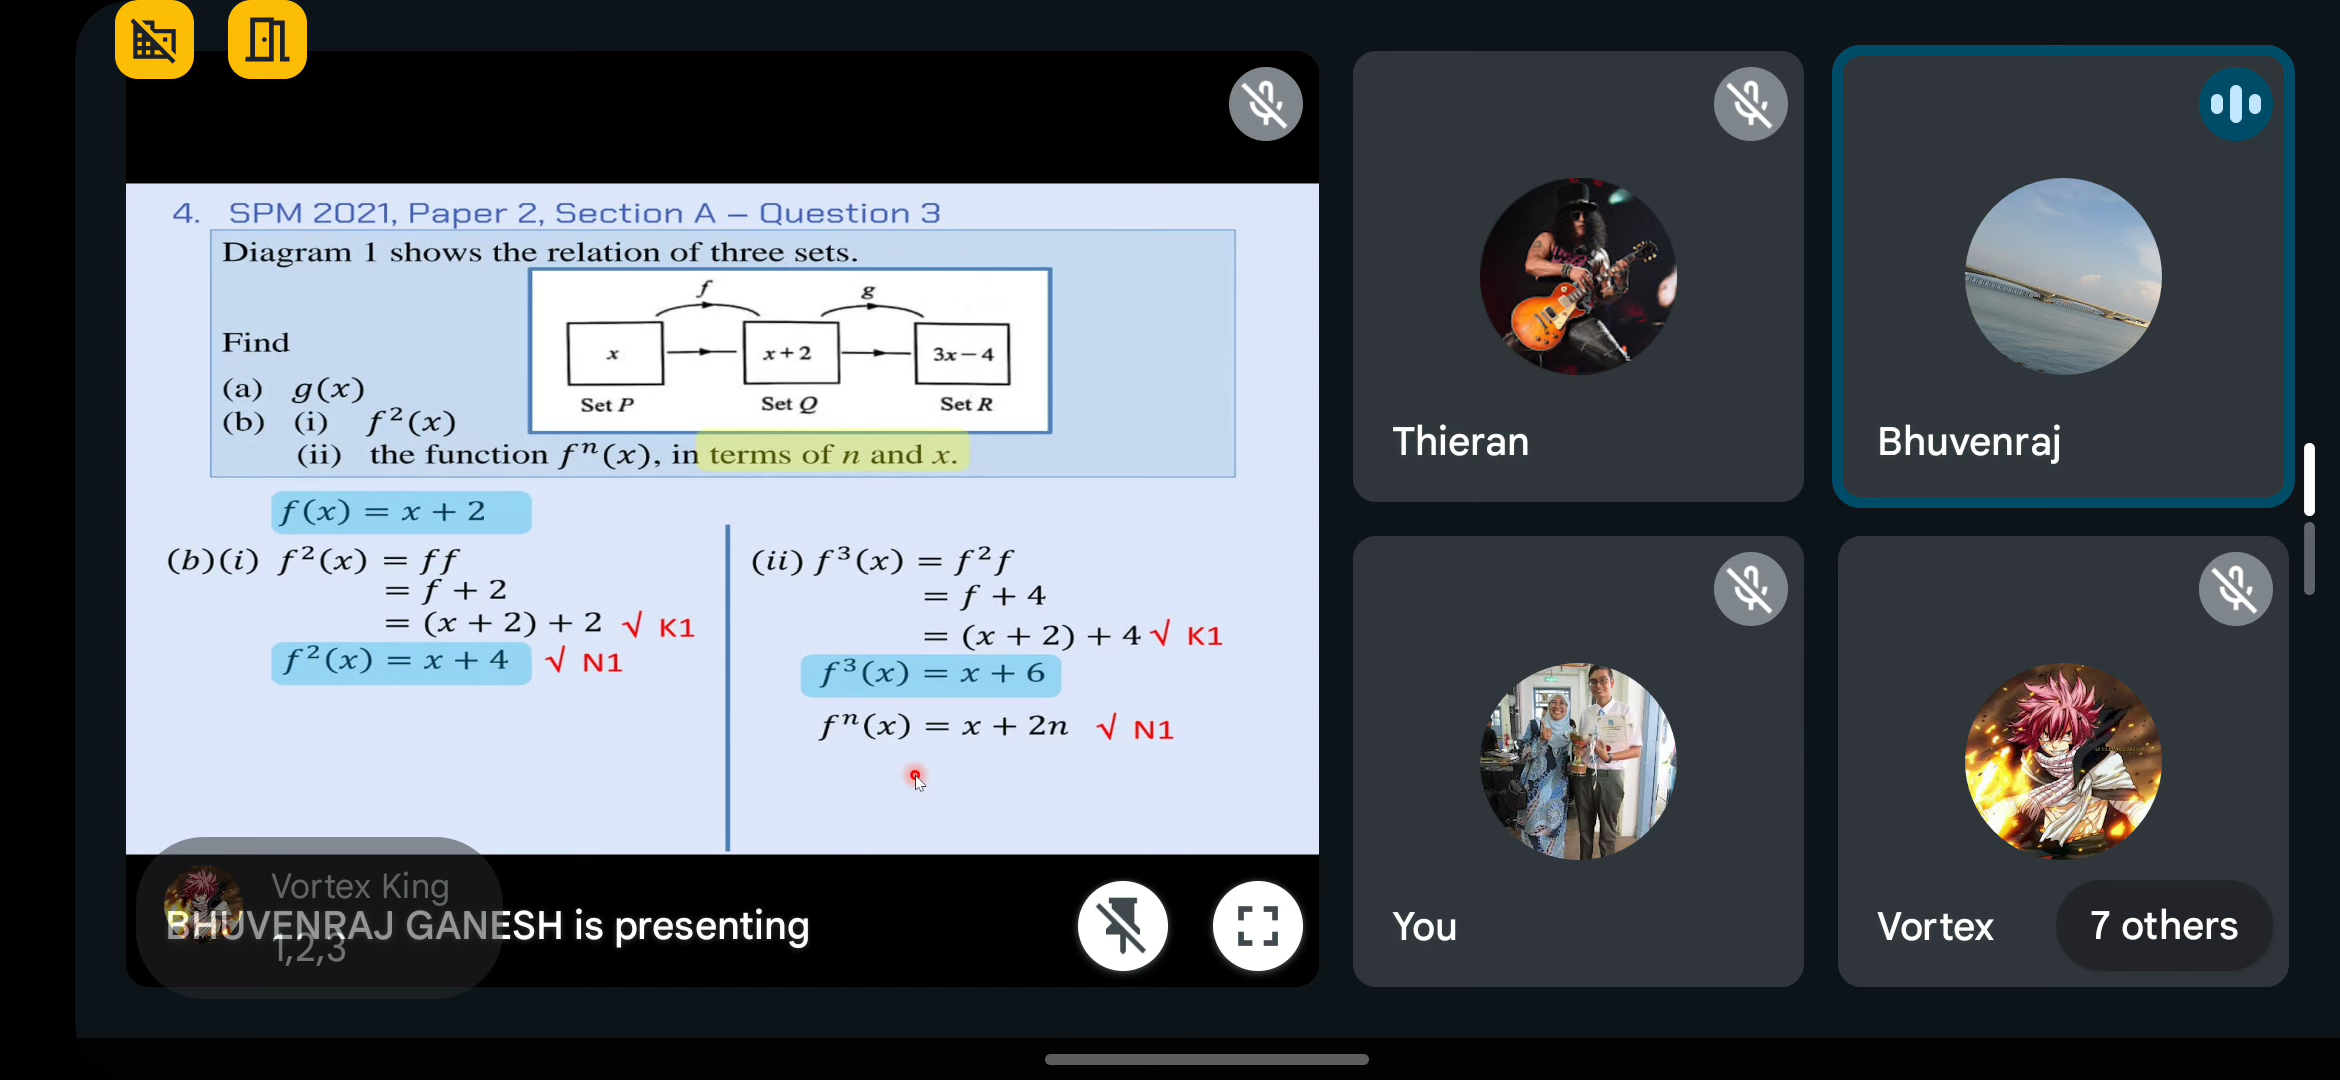 4. SPM 2021, Paper 2, Section A – Question 3
Diagram 1 shows the relation of three sets.
f
g
x
x+2
3x−4
Set P
Set Q
Set R
Find
(a) g(x)
(b) (i) f²(x)
(ii) the function fⁿ(x), in terms of n and x.
f(x) = x + 2
(b)(i) f²(x) = ff
= f + 2
= (x + 2) + 2 √ K1
f²(x) = x + 4 √ N1
(ii) f³(x) = f²f
= f + 4
= (x + 2) + 4 √ K1
f³(x) = x + 6
fⁿ(x) = x + 2n √ N1
Vortex King
1,2,3
BHUVENRAJ GANESH is presenting
Thieran
Bhuvenraj
You
Vortex
7 others